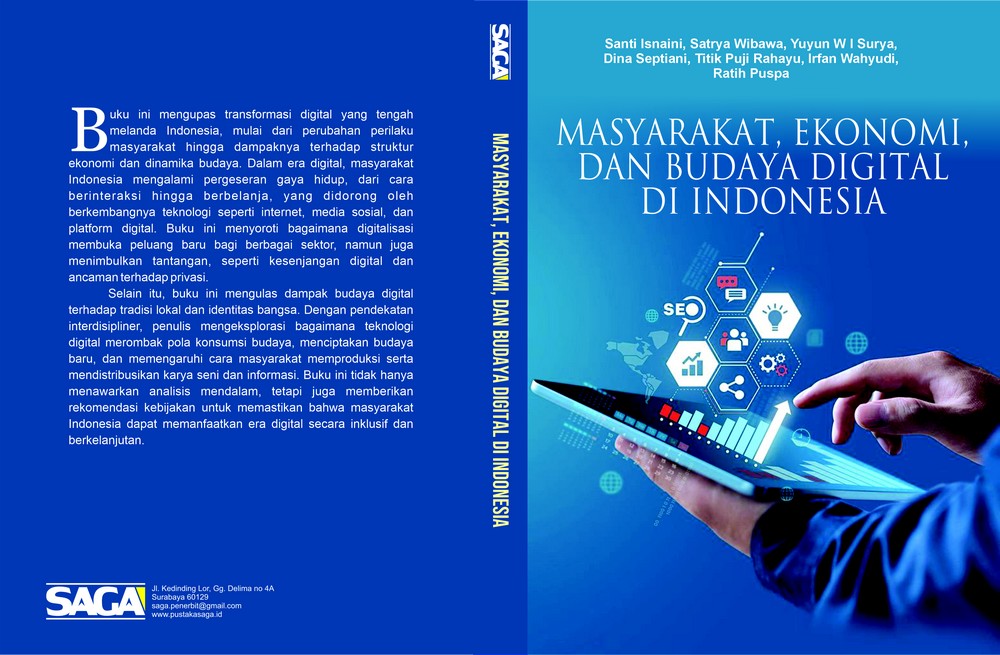 Buku ini mengupas transformasi digital yang tengah
melanda Indonesia, mulai dari perubahan perilaku
masyarakat hingga dampaknya terhadap struktur
ekonomi dan dinamika budaya. Dalam era digital, masyarakat
Indonesia mengalami pergeseran gaya hidup, dari cara
berinteraksi hingga berbelanja, yang didorong oleh
berkembangnya teknologi seperti internet, media sosial, dan
platform digital. Buku ini menyoroti bagaimana digitalisasi
membuka peluang baru bagi berbagai sektor, namun juga
menimbulkan tantangan, seperti kesenjangan digital dan
ancaman terhadap privasi.
Selain itu, buku ini mengulas dampak budaya digital
terhadap tradisi lokal dan identitas bangsa. Dengan pendekatan
interdisipliner, penulis mengeksplorasi bagaimana teknologi
digital merombak pola konsumsi budaya, menciptakan budaya
baru, dan memengaruhi cara masyarakat memproduksi serta
mendistribusikan karya seni dan informasi. Buku ini tidak hanya
menawarkan analisis mendalam, tetapi juga memberikan
rekomendasi kebijakan untuk memastikan bahwa masyarakat
Indonesia dapat memanfaatkan era digital secara inklusif dan
berkelanjutan.
SAGA
Jl. Kedinding Lor, Gg. Delima no 4A
Surabaya 60129
saga.penerbit@gmail.com
www.pustakasaga.id
SAGA
MASYARAKAT, EKONOMI, DAN BUDAYA DIGITAL DI INDONESIA
Santi Isnaini, Satrya Wibawa, Yuyun W I Surya,
Dina Septiani, Titik Puji Rahayu, Irfan Wahyudi,
Ratih Puspa
MASYARAKAT, EKONOMI,
DAN BUDAYA DIGITAL
DI INDONESIA
SEO